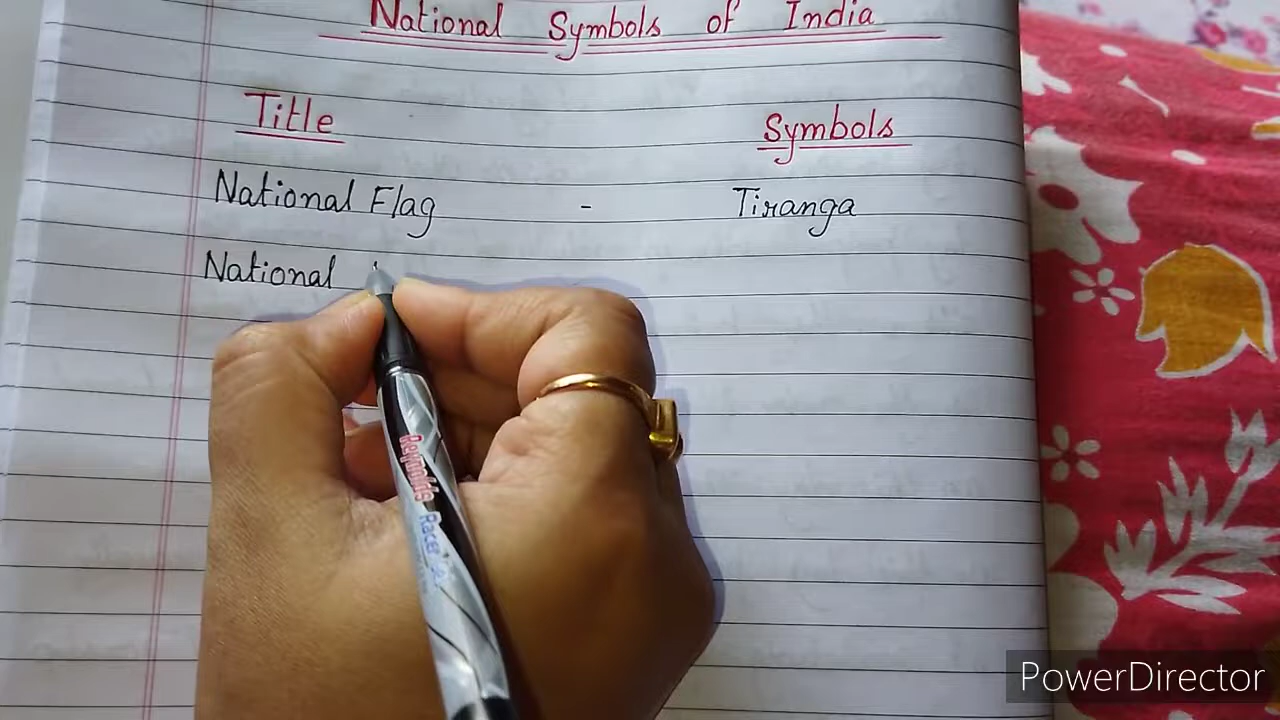 National Symbols of India
Title Symbols
National Flag - Tiranga
National
Reynolds Racer
PowerDirector